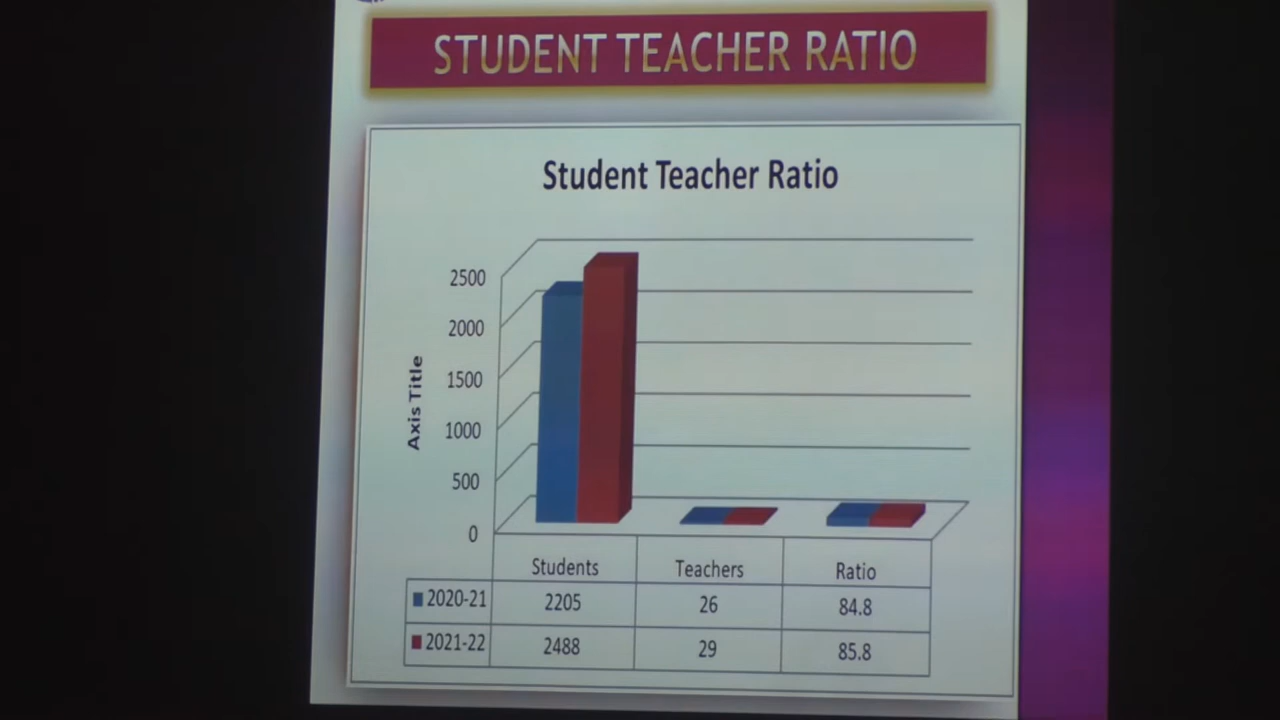 STUDENT TEACHER RATIO
Student Teacher Ratio
2500
2000
1500
1000
500
0
Axis Title
Students Teachers Ratio
2020-21 2205 26 84.8
2021-22 2488 29 85.8